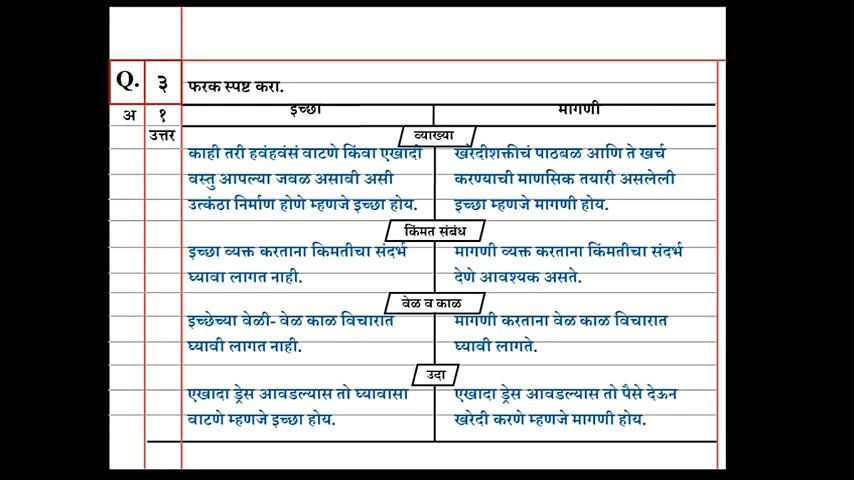 Q. ३ फरक स्पष्ट करा.
अ १ इच्छा मागणी
उत्तर व्याख्या
काही तरी हवंहवंसं वाटणे किंवा एखादी खरेदीशक्तीचं पाठबळ आणि ते खर्च
वस्तु आपल्या जवळ असावी अशी करण्याची माणसिक तयारी असलेली
उत्कंठा निर्माण होणे म्हणजे इच्छा होय. इच्छा म्हणजे मागणी होय.
किंमत संबंध
इच्छा व्यक्त करताना किमतीचा संदर्भ मागणी व्यक्त करताना किंमतीचा संदर्भ
घ्यावा लागत नाही. देणे आवश्यक असते.
वेळ व काळ
इच्छेच्या वेळी- वेळ काळ विचारात मागणी करताना वेळ काळ विचारात
घ्यावी लागत नाही. घ्यावी लागते.
उदा
एखादा ड्रेस आवडल्यास तो घ्यावासा एखादा ड्रेस आवडल्यास तो पैसे देऊन
वाटणे म्हणजे इच्छा होय. खरेदी करणे म्हणजे मागणी होय.